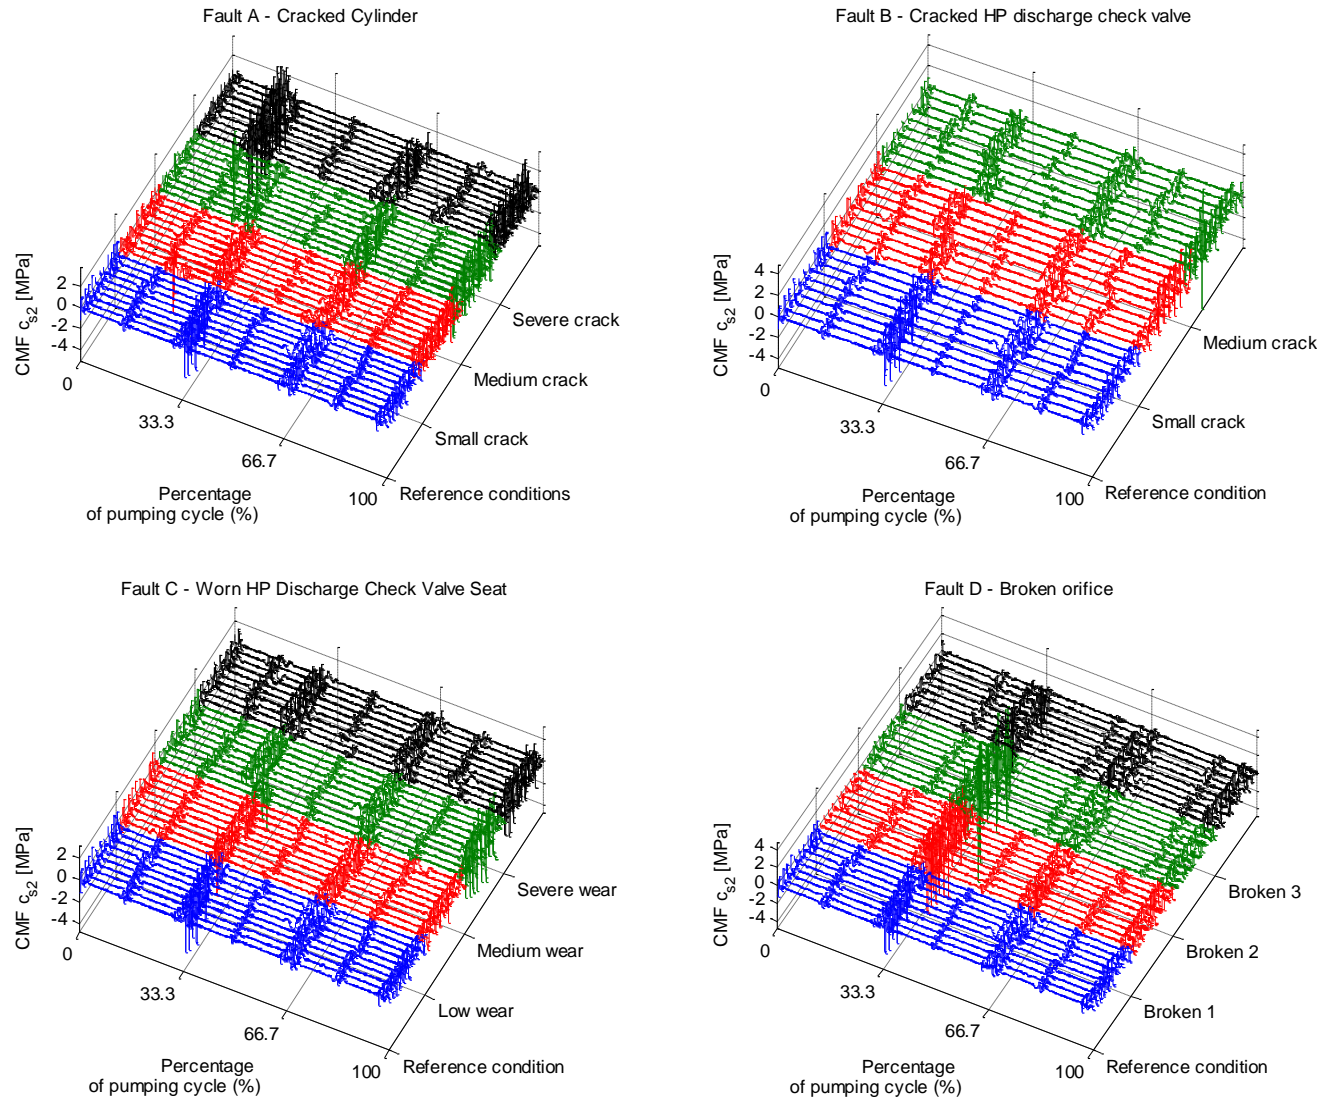 Fault A - Cracked Cylinder
CMF c_s2 [MPa]
2
0
-2
-4
0
33.3
66.7
100
Percentage
of pumping cycle (%)
Severe crack
Medium crack
Small crack
Reference conditions
Fault B - Cracked HP discharge check valve
CMF c_s2 [MPa]
4
2
0
-2
-4
0
33.3
66.7
100
Percentage
of pumping cycle (%)
Medium crack
Small crack
Reference condition
Fault C - Worn HP Discharge Check Valve Seat
CMF c_s2 [MPa]
2
0
-2
-4
0
33.3
66.7
100
Percentage
of pumping cycle (%)
Severe wear
Medium wear
Low wear
Reference condition
Fault D - Broken orifice
CMF c_s2 [MPa]
4
2
0
-2
-4
0
33.3
66.7
100
Percentage
of pumping cycle (%)
Broken 3
Broken 2
Broken 1
Reference condition